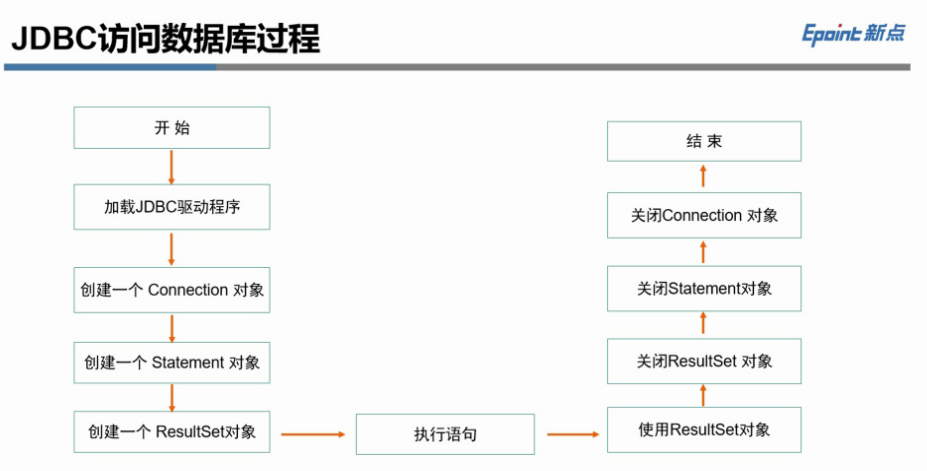 JDBC访问数据库过程
Epoint新点
开 始
加载JDBC驱动程序
创建一个 Connection 对象
创建一个 Statement 对象
创建一个 ResultSet对象
执行语句
使用ResultSet对象
关闭ResultSet 对象
关闭Statement对象
关闭Connection 对象
结 束